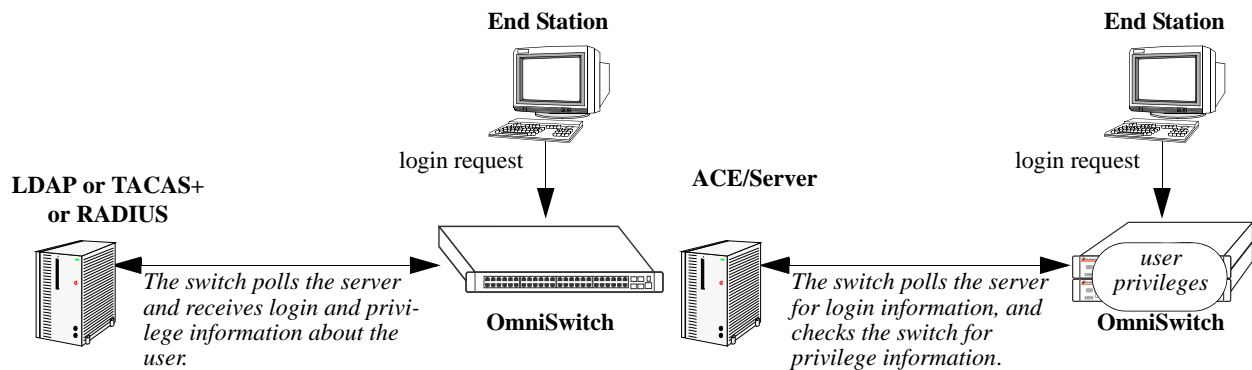 End Station
login request
LDAP or TACAS+
or RADIUS
The switch polls the server
and receives login and privi-
lege information about the
user.
OmniSwitch
End Station
login request
ACE/Server
The switch polls the server
for login information, and
checks the switch for
privilege information.
user
privileges
OmniSwitch